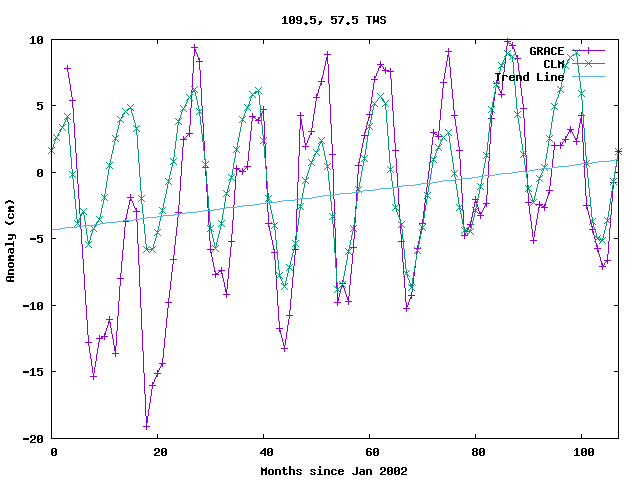 109.5, 57.5 TWS
GRACE
CLM
Trend Line
10
5
0
-5
-10
-15
-20
Anomaly (cm)
0 20 40 60 80 100
Months since Jan 2002